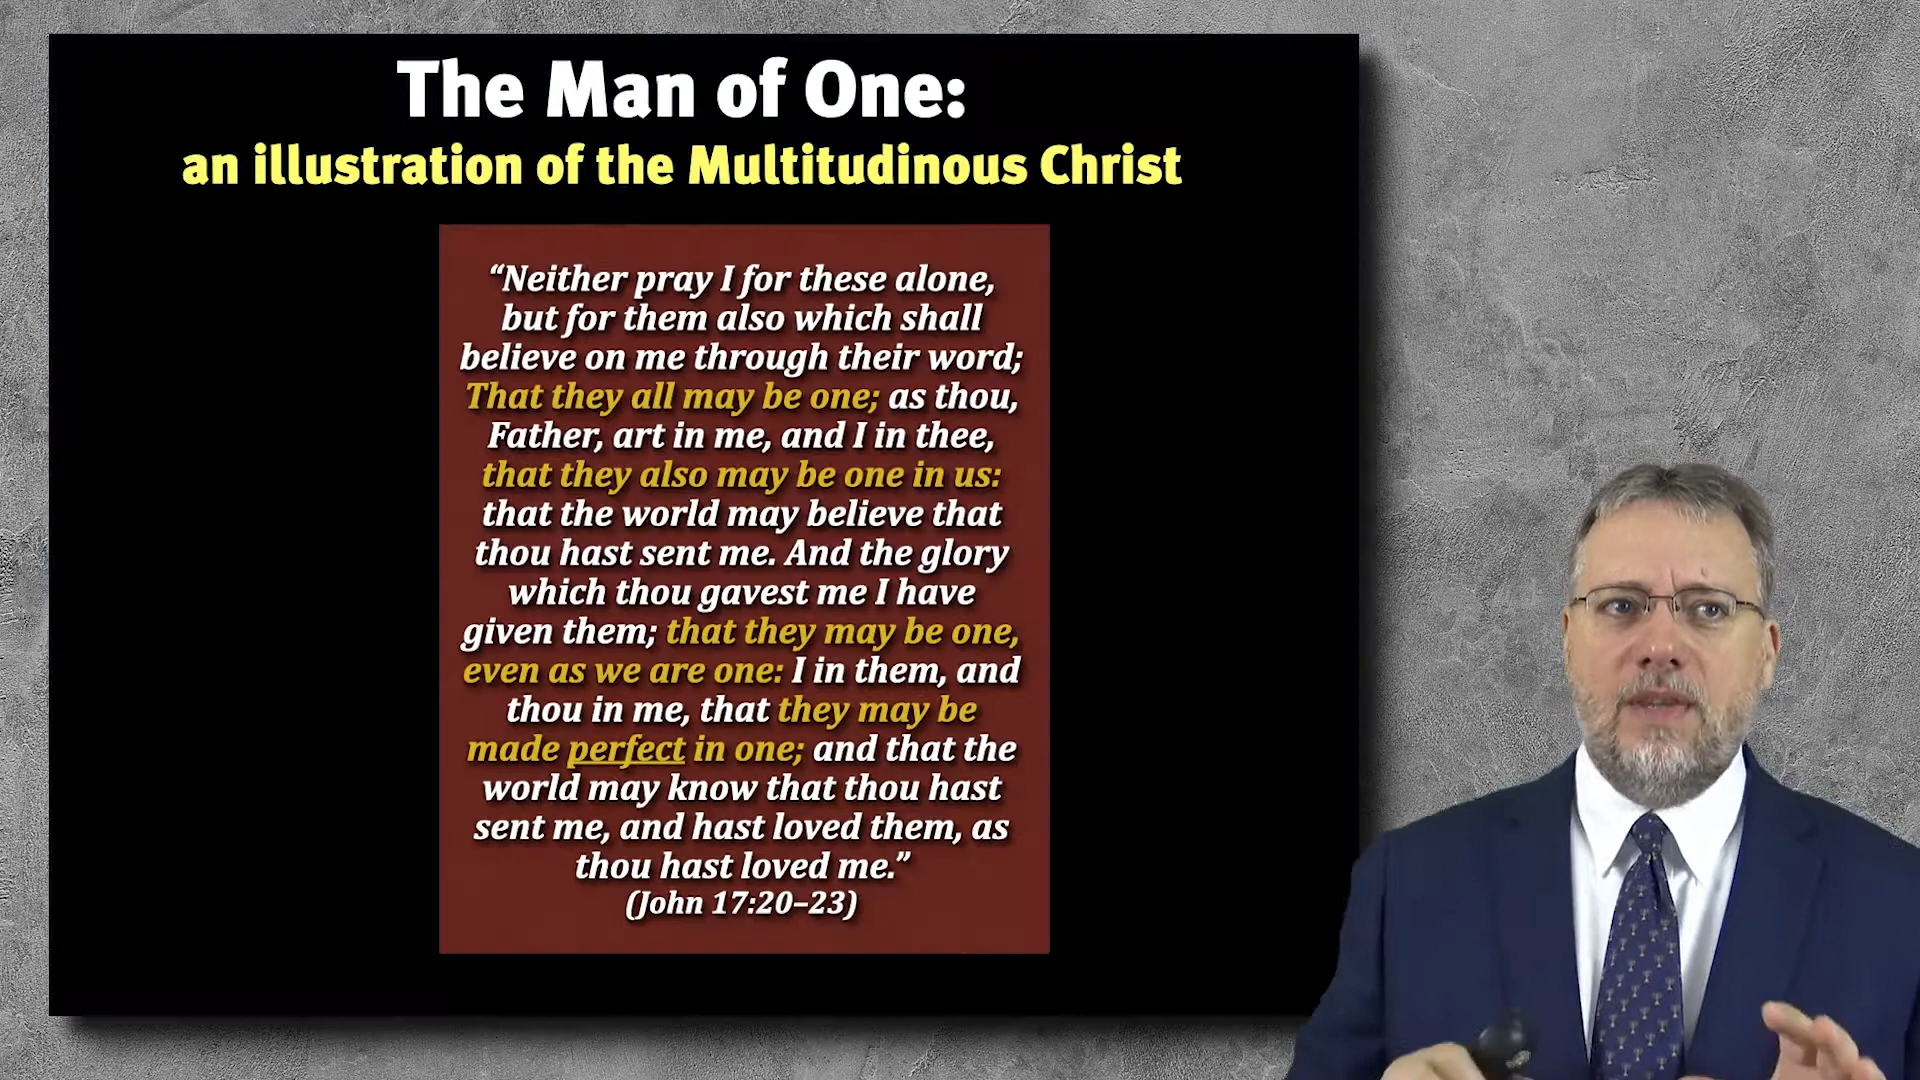 The Man of One:
an illustration of the Multitudinous Christ
“Neither pray I for these alone,
but for them also which shall
believe on me through their word;
That they all may be one; as thou,
Father, art in me, and I in thee,
that they also may be one in us:
that the world may believe that
thou hast sent me. And the glory
which thou gavest me I have
given them; that they may be one,
even as we are one: I in them, and
thou in me, that they may be
made perfect in one; and that the
world may know that thou hast
sent me, and hast loved them, as
thou hast loved me.”
(John 17:20–23)